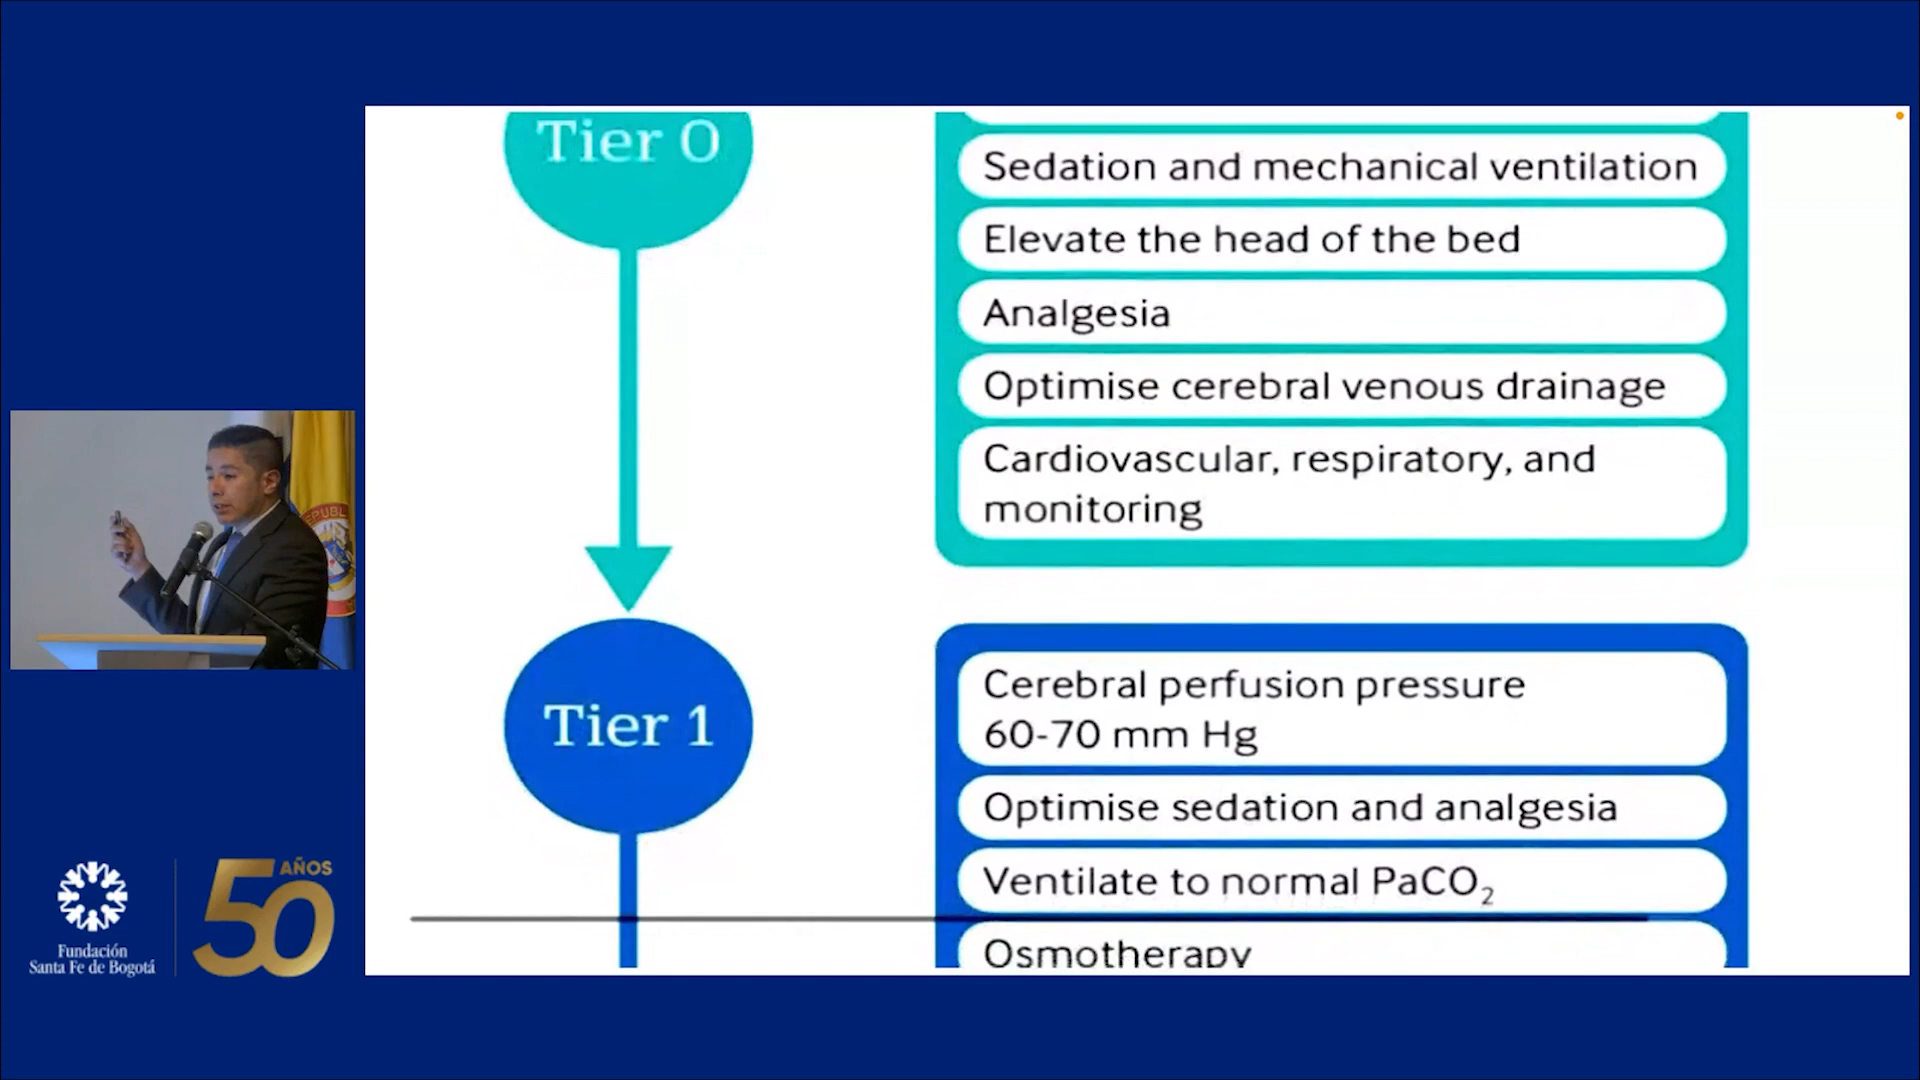 Tier 0
Sedation and mechanical ventilation
Elevate the head of the bed
Analgesia
Optimise cerebral venous drainage
Cardiovascular, respiratory, and
monitoring
Tier 1
Cerebral perfusion pressure
60-70 mm Hg
Optimise sedation and analgesia
Ventilate to normal PaCO₂
Osmotherapy
Fundación
Santa Fe de Bogotá
50
AÑOS